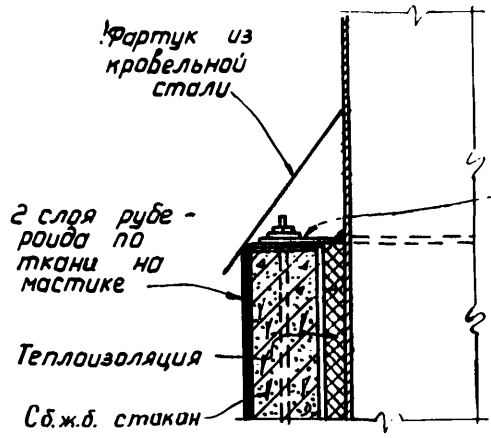 Фартук из
кровельной
стали
2 слоя рубе-
роида по
ткани на
мастике
Теплоизоляция
Сб.ж.б. стакан